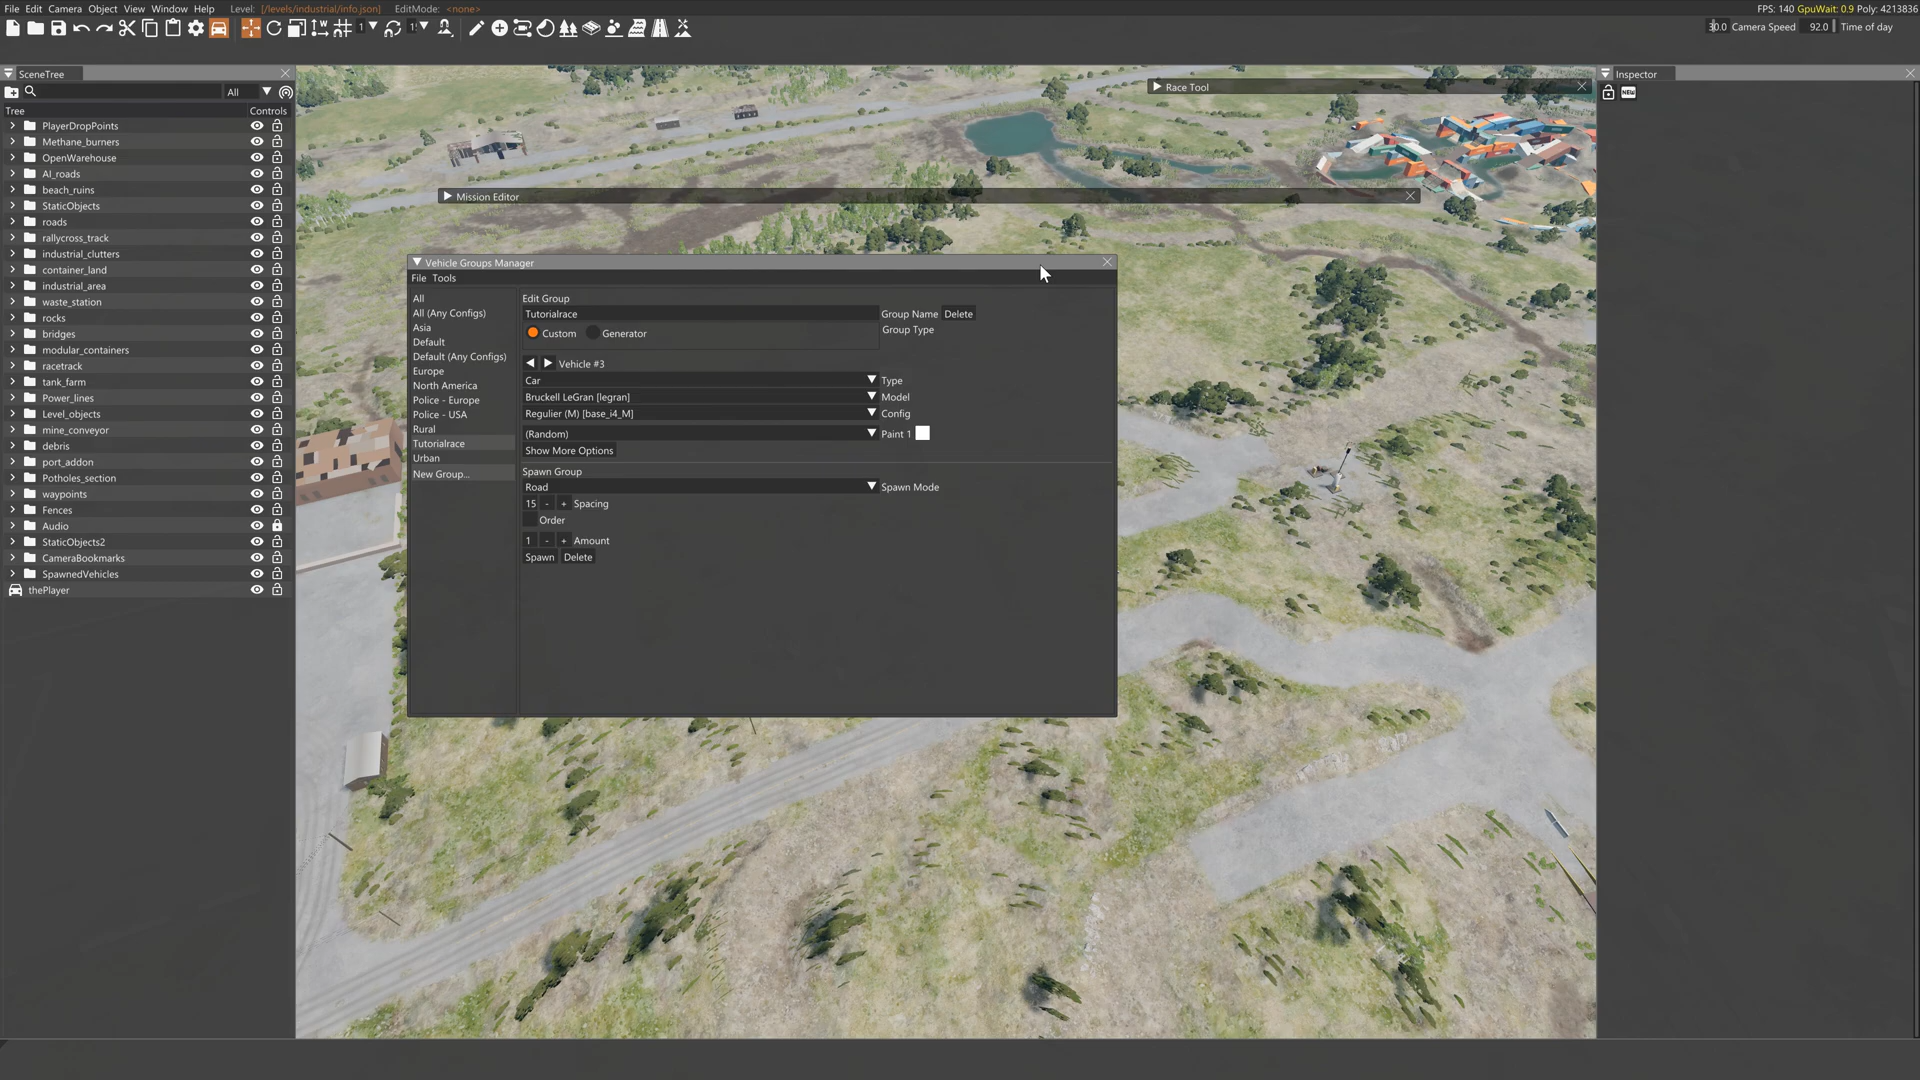 File Edit Camera Object View Window Help Level: [/levels/industrial/info.json] EditMode: <none>
FPS: 140 GpuWait: 0.9 Poly: 4213836
30.0 Camera Speed 92.0 Time of day
SceneTree
All
Tree Controls
PlayerDropPoints
Methane_burners
OpenWarehouse
AI_roads
beach_ruins
StaticObjects
roads
rallycross_track
industrial_clutters
container_land
industrial_area
waste_station
rocks
bridges
modular_containers
racetrack
tank_farm
Power_lines
Level_objects
mine_conveyor
debris
port_addon
Potholes_section
waypoints
Fences
Audio
StaticObjects2
CameraBookmarks
SpawnedVehicles
thePlayer
Race Tool
Mission Editor
Vehicle Groups Manager
File Tools
All
All (Any Configs)
Asia
Default
Default (Any Configs)
Europe
North America
Police - Europe
Police - USA
Rural
Tutorialrace
Urban
New Group...
Edit Group
Tutorialrace Group Name Delete
Custom Generator Group Type
Vehicle #3
Car Type
Bruckell LeGran [legran] Model
Regulier (M) [base_i4_M] Config
(Random) Paint 1
Show More Options
Spawn Group
Road Spawn Mode
15 - + Spacing
Order
1 - + Amount
Spawn Delete
Inspector
NEW